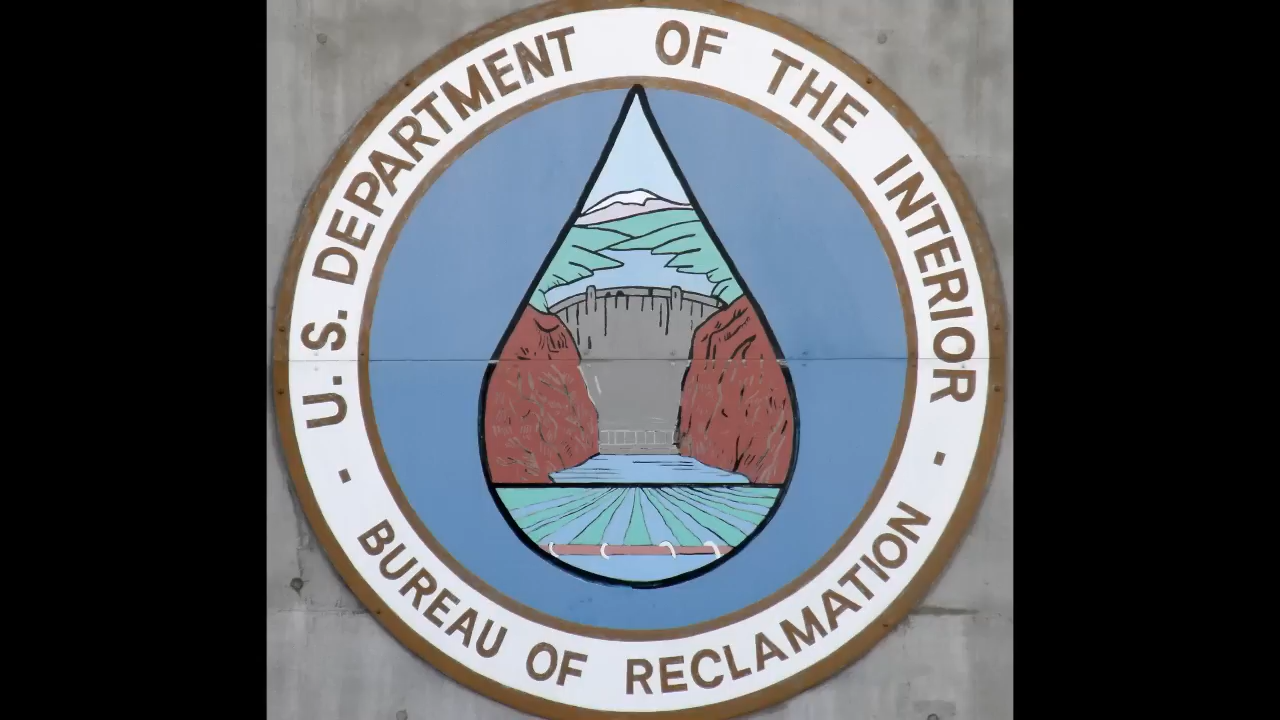 U.S. DEPARTMENT OF THE INTERIOR
· BUREAU OF RECLAMATION ·